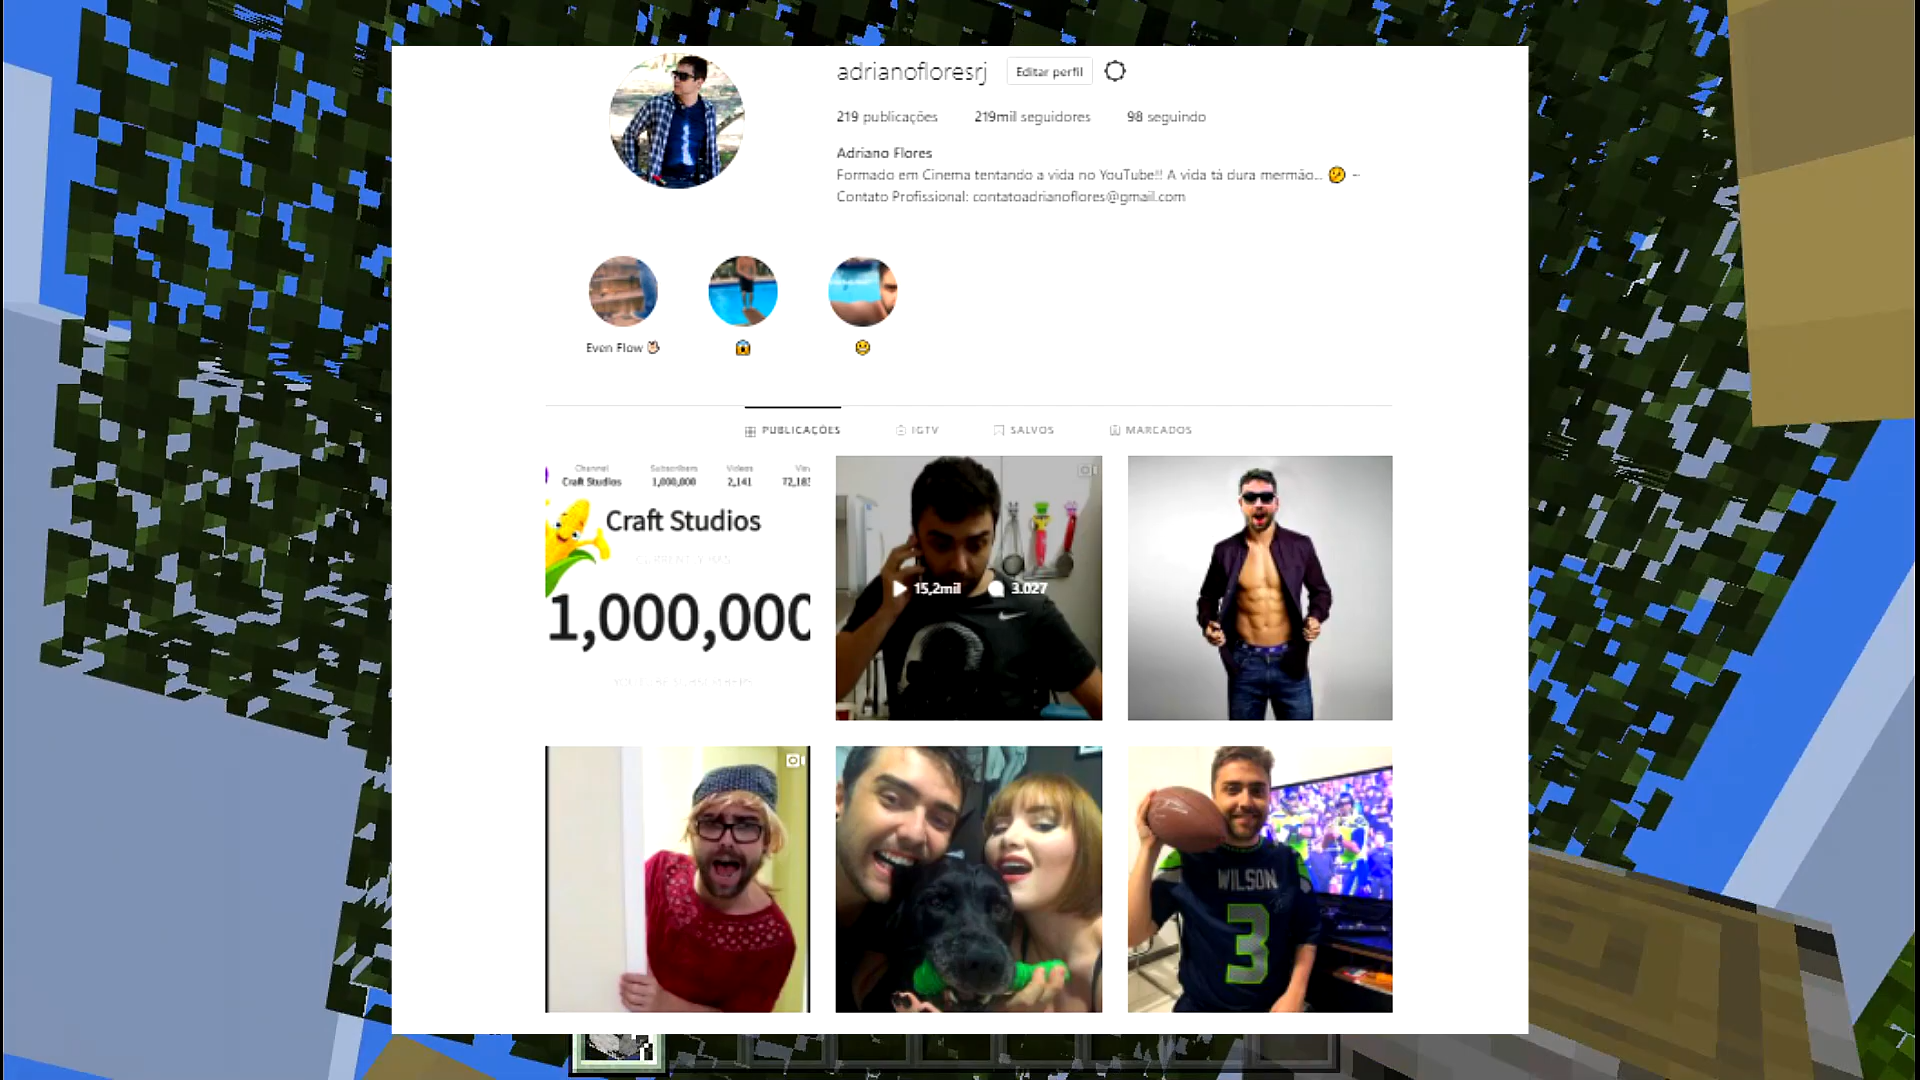 adrianofloresrj
Editar perfil
219 publicações 219mil seguidores 98 seguindo
Adriano Flores
Formado em Cinema tentando a vida no YouTube!! A vida tá dura mermão...
Contato Profissional: contatoadrianoflores@gmail.com
Even Flow
PUBLICAÇÕES IGTV SALVOS MARCADOS
Channel Subscribers Videos
Craft Studios 1,000,000 2,141 72,18
Craft Studios
1,000,000
15,2mil 3.027
WILSON
3